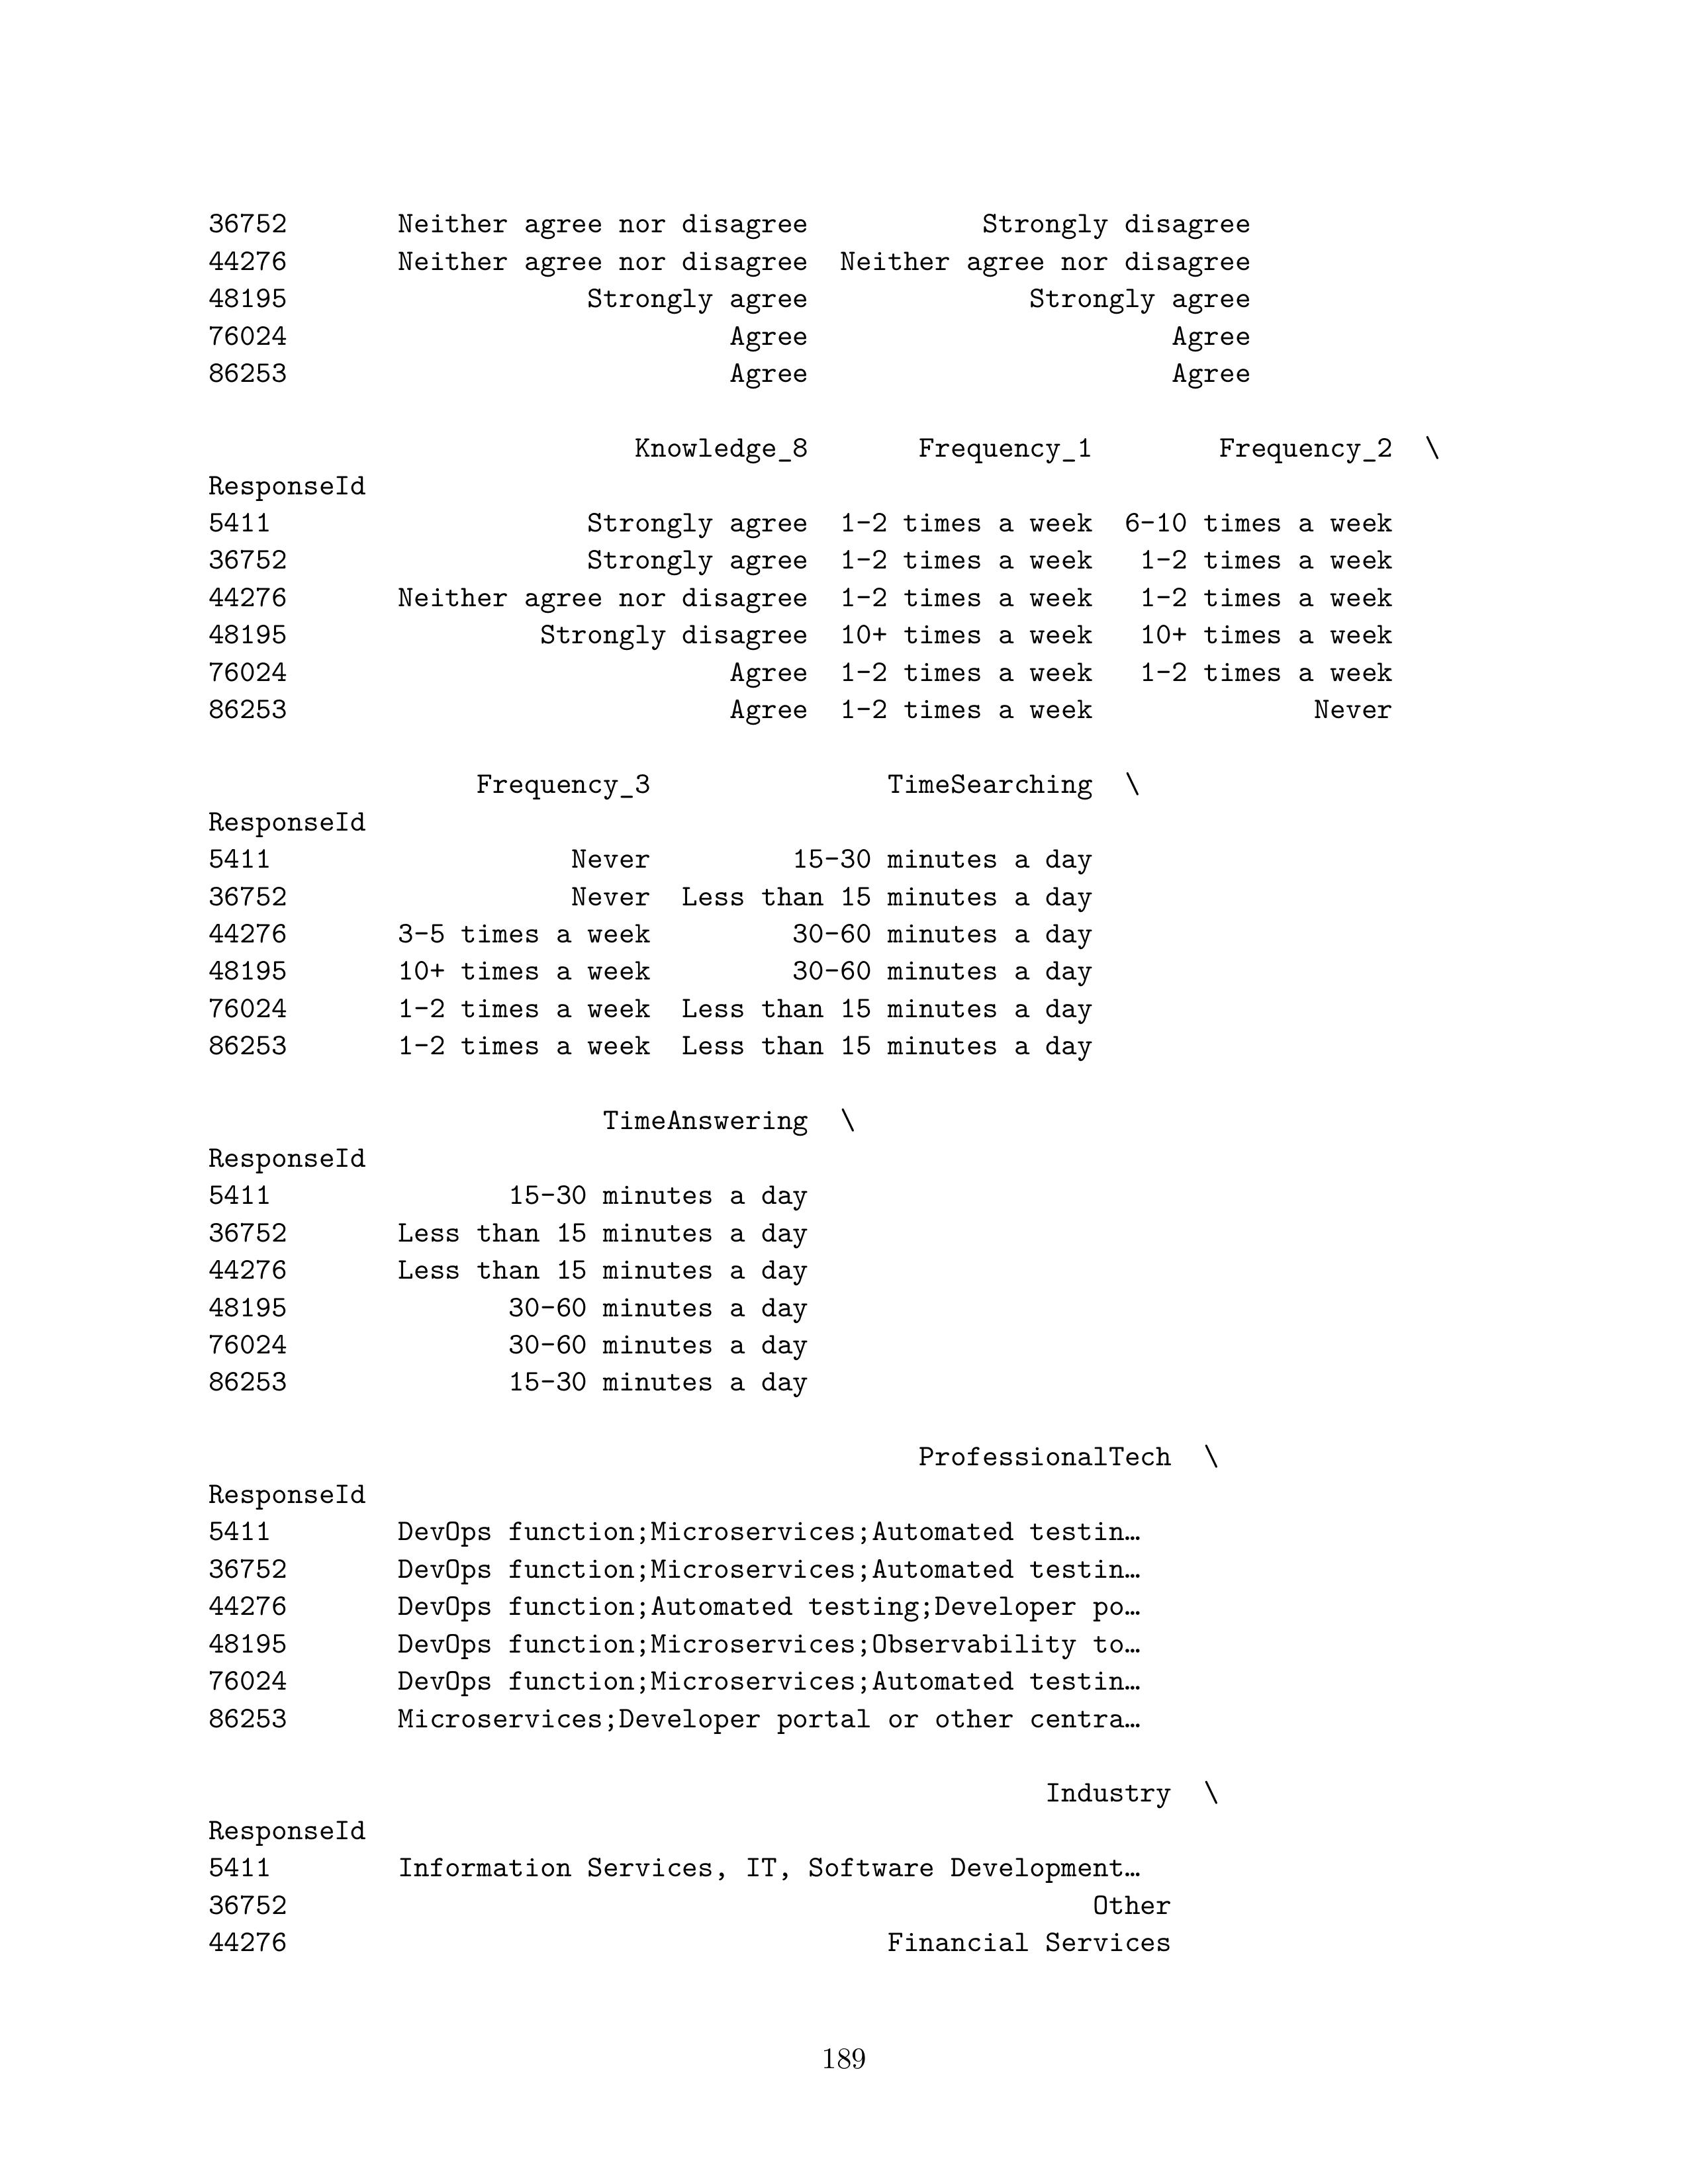 36752       Neither agree nor disagree           Strongly disagree
44276       Neither agree nor disagree  Neither agree nor disagree
48195                   Strongly agree              Strongly agree
76024                            Agree                       Agree
86253                            Agree                       Agree
                           Knowledge_8       Frequency_1        Frequency_2  \
ResponseId
5411                    Strongly agree  1-2 times a week  6-10 times a week
36752                   Strongly agree  1-2 times a week   1-2 times a week
44276       Neither agree nor disagree  1-2 times a week   1-2 times a week
48195                Strongly disagree  10+ times a week   10+ times a week
76024                            Agree  1-2 times a week   1-2 times a week
86253                            Agree  1-2 times a week              Never
                 Frequency_3               TimeSearching  \
ResponseId
5411                   Never         15-30 minutes a day
36752                  Never  Less than 15 minutes a day
44276       3-5 times a week         30-60 minutes a day
48195       10+ times a week         30-60 minutes a day
76024       1-2 times a week  Less than 15 minutes a day
86253       1-2 times a week  Less than 15 minutes a day
                         TimeAnswering  \
ResponseId
5411               15-30 minutes a day
36752       Less than 15 minutes a day
44276       Less than 15 minutes a day
48195              30-60 minutes a day
76024              30-60 minutes a day
86253              15-30 minutes a day
                                             ProfessionalTech  \
ResponseId
5411        DevOps function;Microservices;Automated testin…
36752       DevOps function;Microservices;Automated testin…
44276       DevOps function;Automated testing;Developer po…
48195       DevOps function;Microservices;Observability to…
76024       DevOps function;Microservices;Automated testin…
86253       Microservices;Developer portal or other centra…
                                                     Industry  \
ResponseId
5411        Information Services, IT, Software Development…
36752                                                   Other
44276                                      Financial Services
189